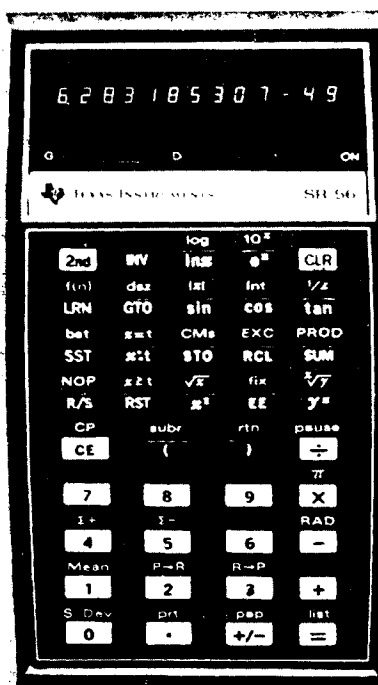 6.283185307-49
G D ON
TEXAS INSTRUMENTS SR-56
log 10ˣ
2nd INV lnx eˣ CLR
f(n) dsz |x| Int 1/x
LRN GTO sin cos tan
bst x=t CMs EXC PROD
SST x⇄t STO RCL SUM
NOP x≥t √x fix ˣ√y
R/S RST x² EE yˣ
CP subr rtn pause
CE ( ) ÷
π
7 8 9 X
Σ+ Σ- RAD
4 5 6 −
Mean P→R R→P
1 2 3 +
S.Dev prt pap list
0 . +/− =